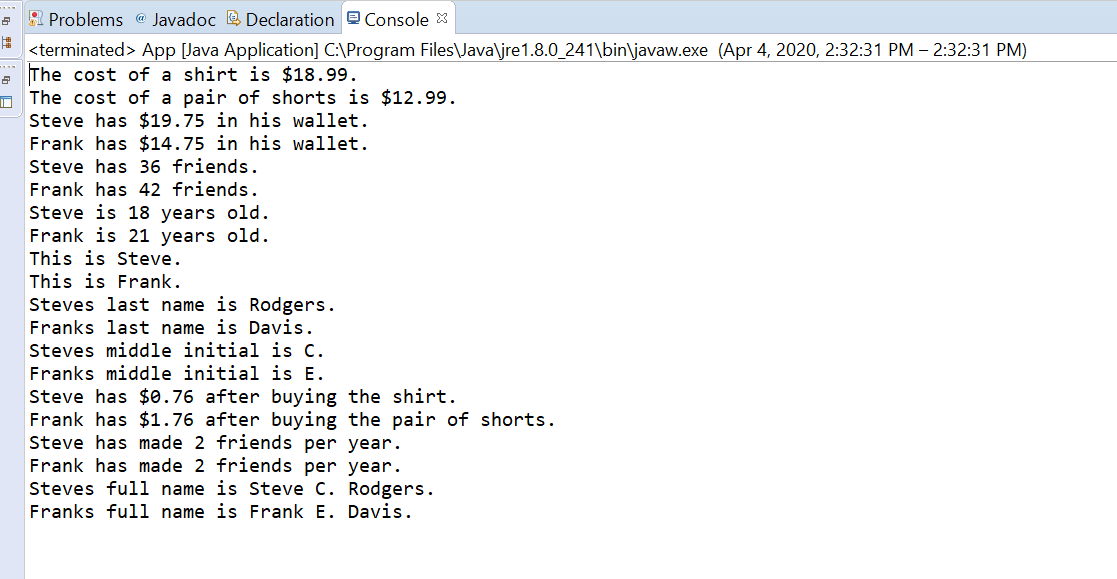 Problems @ Javadoc Declaration Console
<terminated> App [Java Application] C:\Program Files\Java\jre1.8.0_241\bin\javaw.exe (Apr 4, 2020, 2:32:31 PM – 2:32:31 PM)
The cost of a shirt is $18.99.
The cost of a pair of shorts is $12.99.
Steve has $19.75 in his wallet.
Frank has $14.75 in his wallet.
Steve has 36 friends.
Frank has 42 friends.
Steve is 18 years old.
Frank is 21 years old.
This is Steve.
This is Frank.
Steves last name is Rodgers.
Franks last name is Davis.
Steves middle initial is C.
Franks middle initial is E.
Steve has $0.76 after buying the shirt.
Frank has $1.76 after buying the pair of shorts.
Steve has made 2 friends per year.
Frank has made 2 friends per year.
Steves full name is Steve C. Rodgers.
Franks full name is Frank E. Davis.